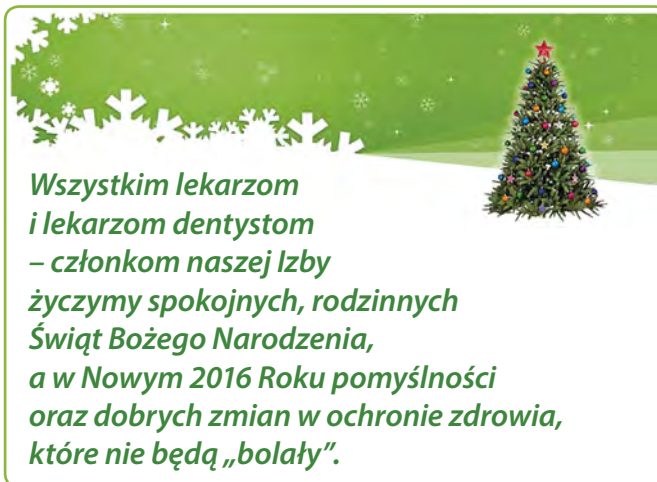 Wszystkim lekarzom
i lekarzom dentystom
– członkom naszej Izby
życzymy spokojnych, rodzinnych
Świąt Bożego Narodzenia,
a w Nowym 2016 Roku pomyślności
oraz dobrych zmian w ochronie zdrowia,
które nie będą „bolały”.